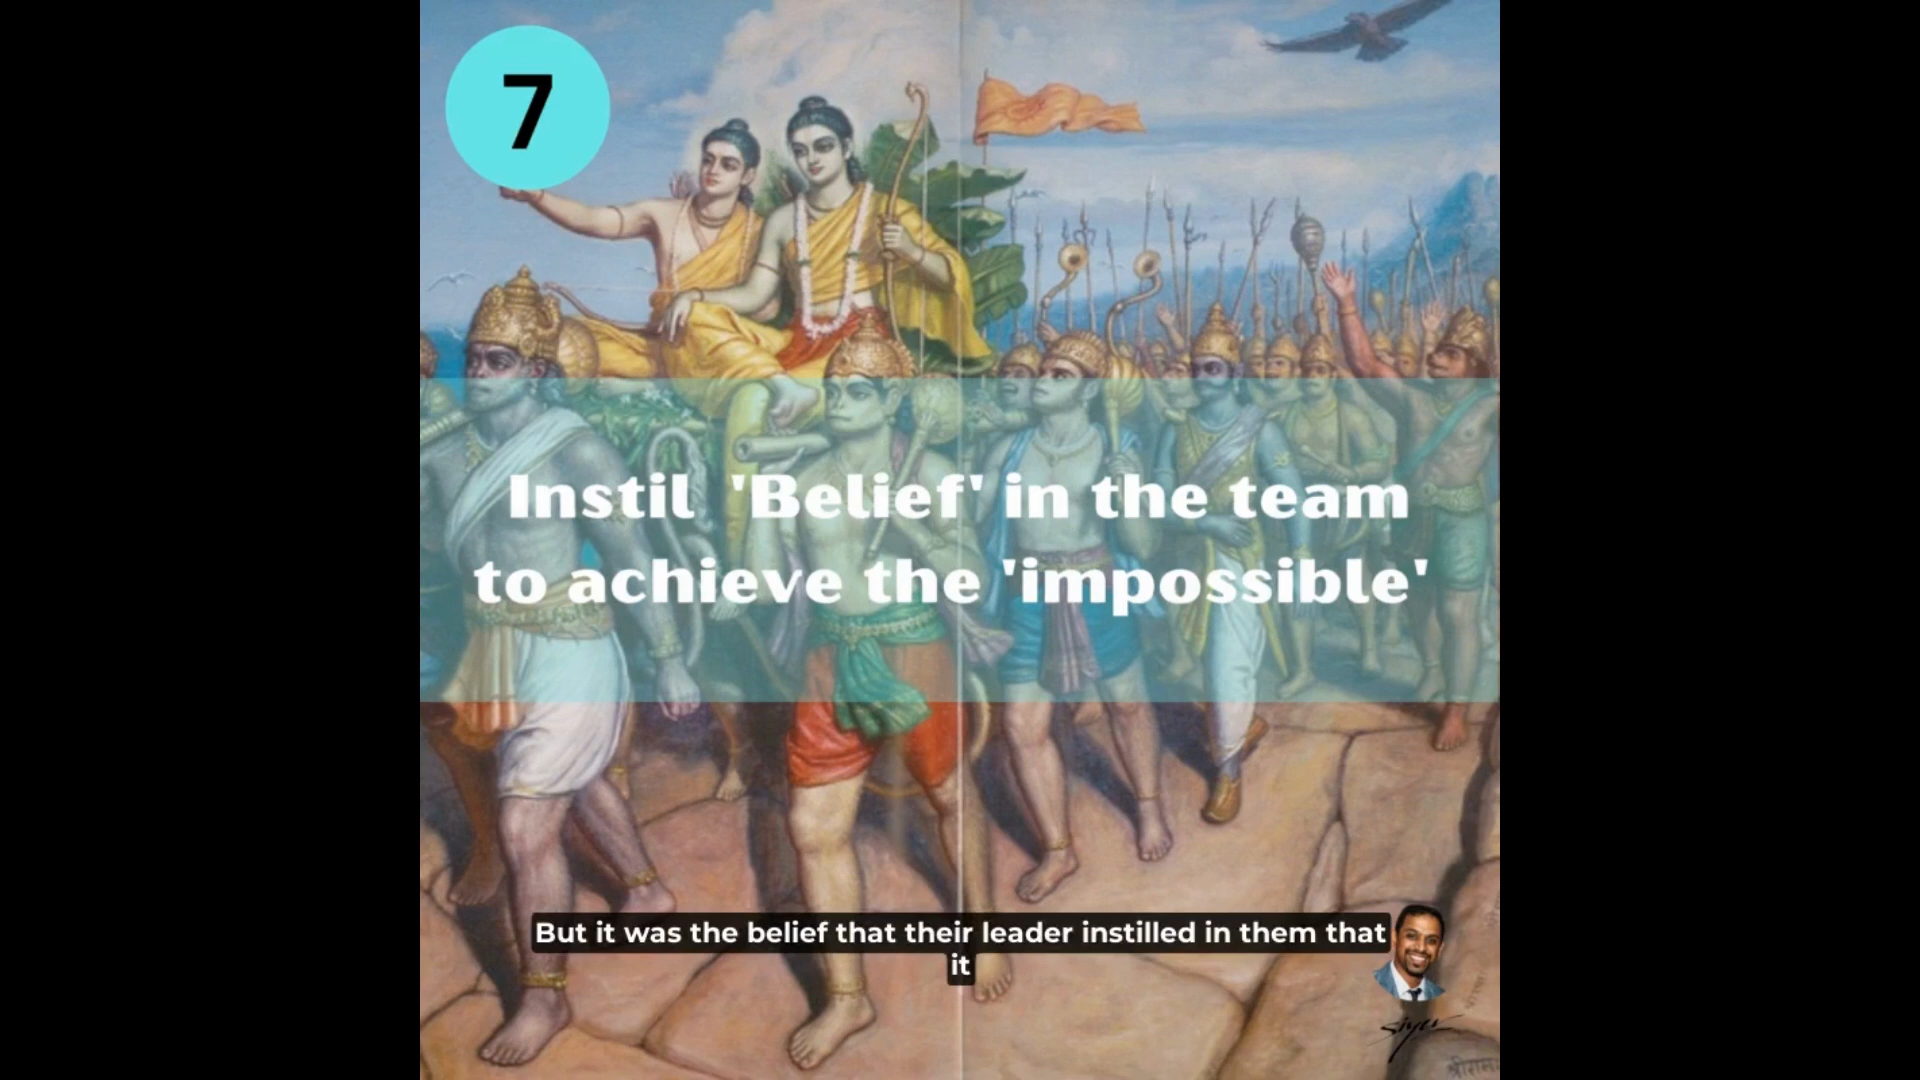 7
Instil 'Belief' in the team
to achieve the 'impossible'
But it was the belief that their leader instilled in them that
it
Siyer